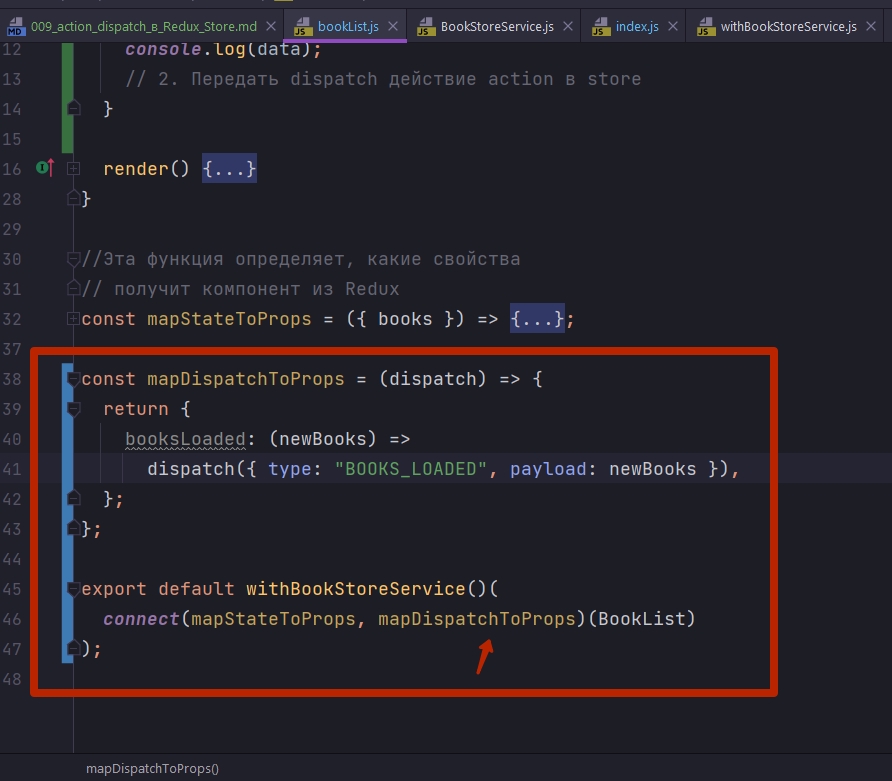 009_action_dispatch_в_Redux_Store.md bookList.js BookStoreService.js index.js withBookStoreService.js
12 console.log(data);
13 // 2. Передать dispatch действие action в store
14 }
15
16 render() {...}
28 }
29
30 //Эта функция определяет, какие свойства
31 // получит компонент из Redux
32 const mapStateToProps = ({ books }) => {...};
37
38 const mapDispatchToProps = (dispatch) => {
39 return {
40 booksLoaded: (newBooks) =>
41 dispatch({ type: "BOOKS_LOADED", payload: newBooks }),
42 };
43 };
44
45 export default withBookStoreService()(
46 connect(mapStateToProps, mapDispatchToProps)(BookList)
47 );
48
mapDispatchToProps()